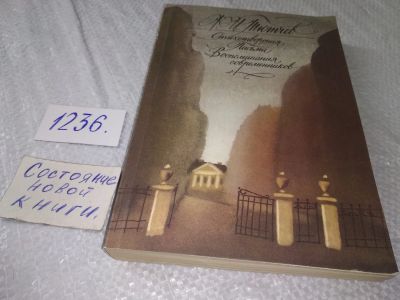 Ф. И. Тютчев
Стихотворения
Письма
Воспоминания
современников
1236.
Состояние
новой
книги.